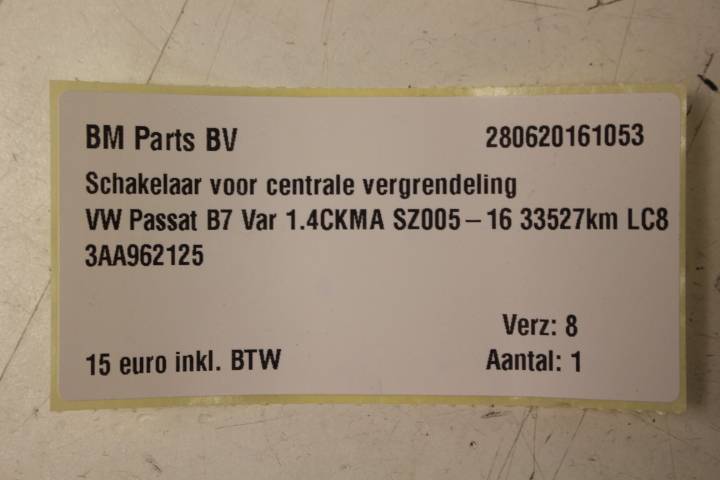 BM Parts BV 280620161053
Schakelaar voor centrale vergrendeling
VW Passat B7 Var 1.4CKMA SZ005-16 33527km LC8
3AA962125
Verz: 8
15 euro inkl. BTW Aantal: 1